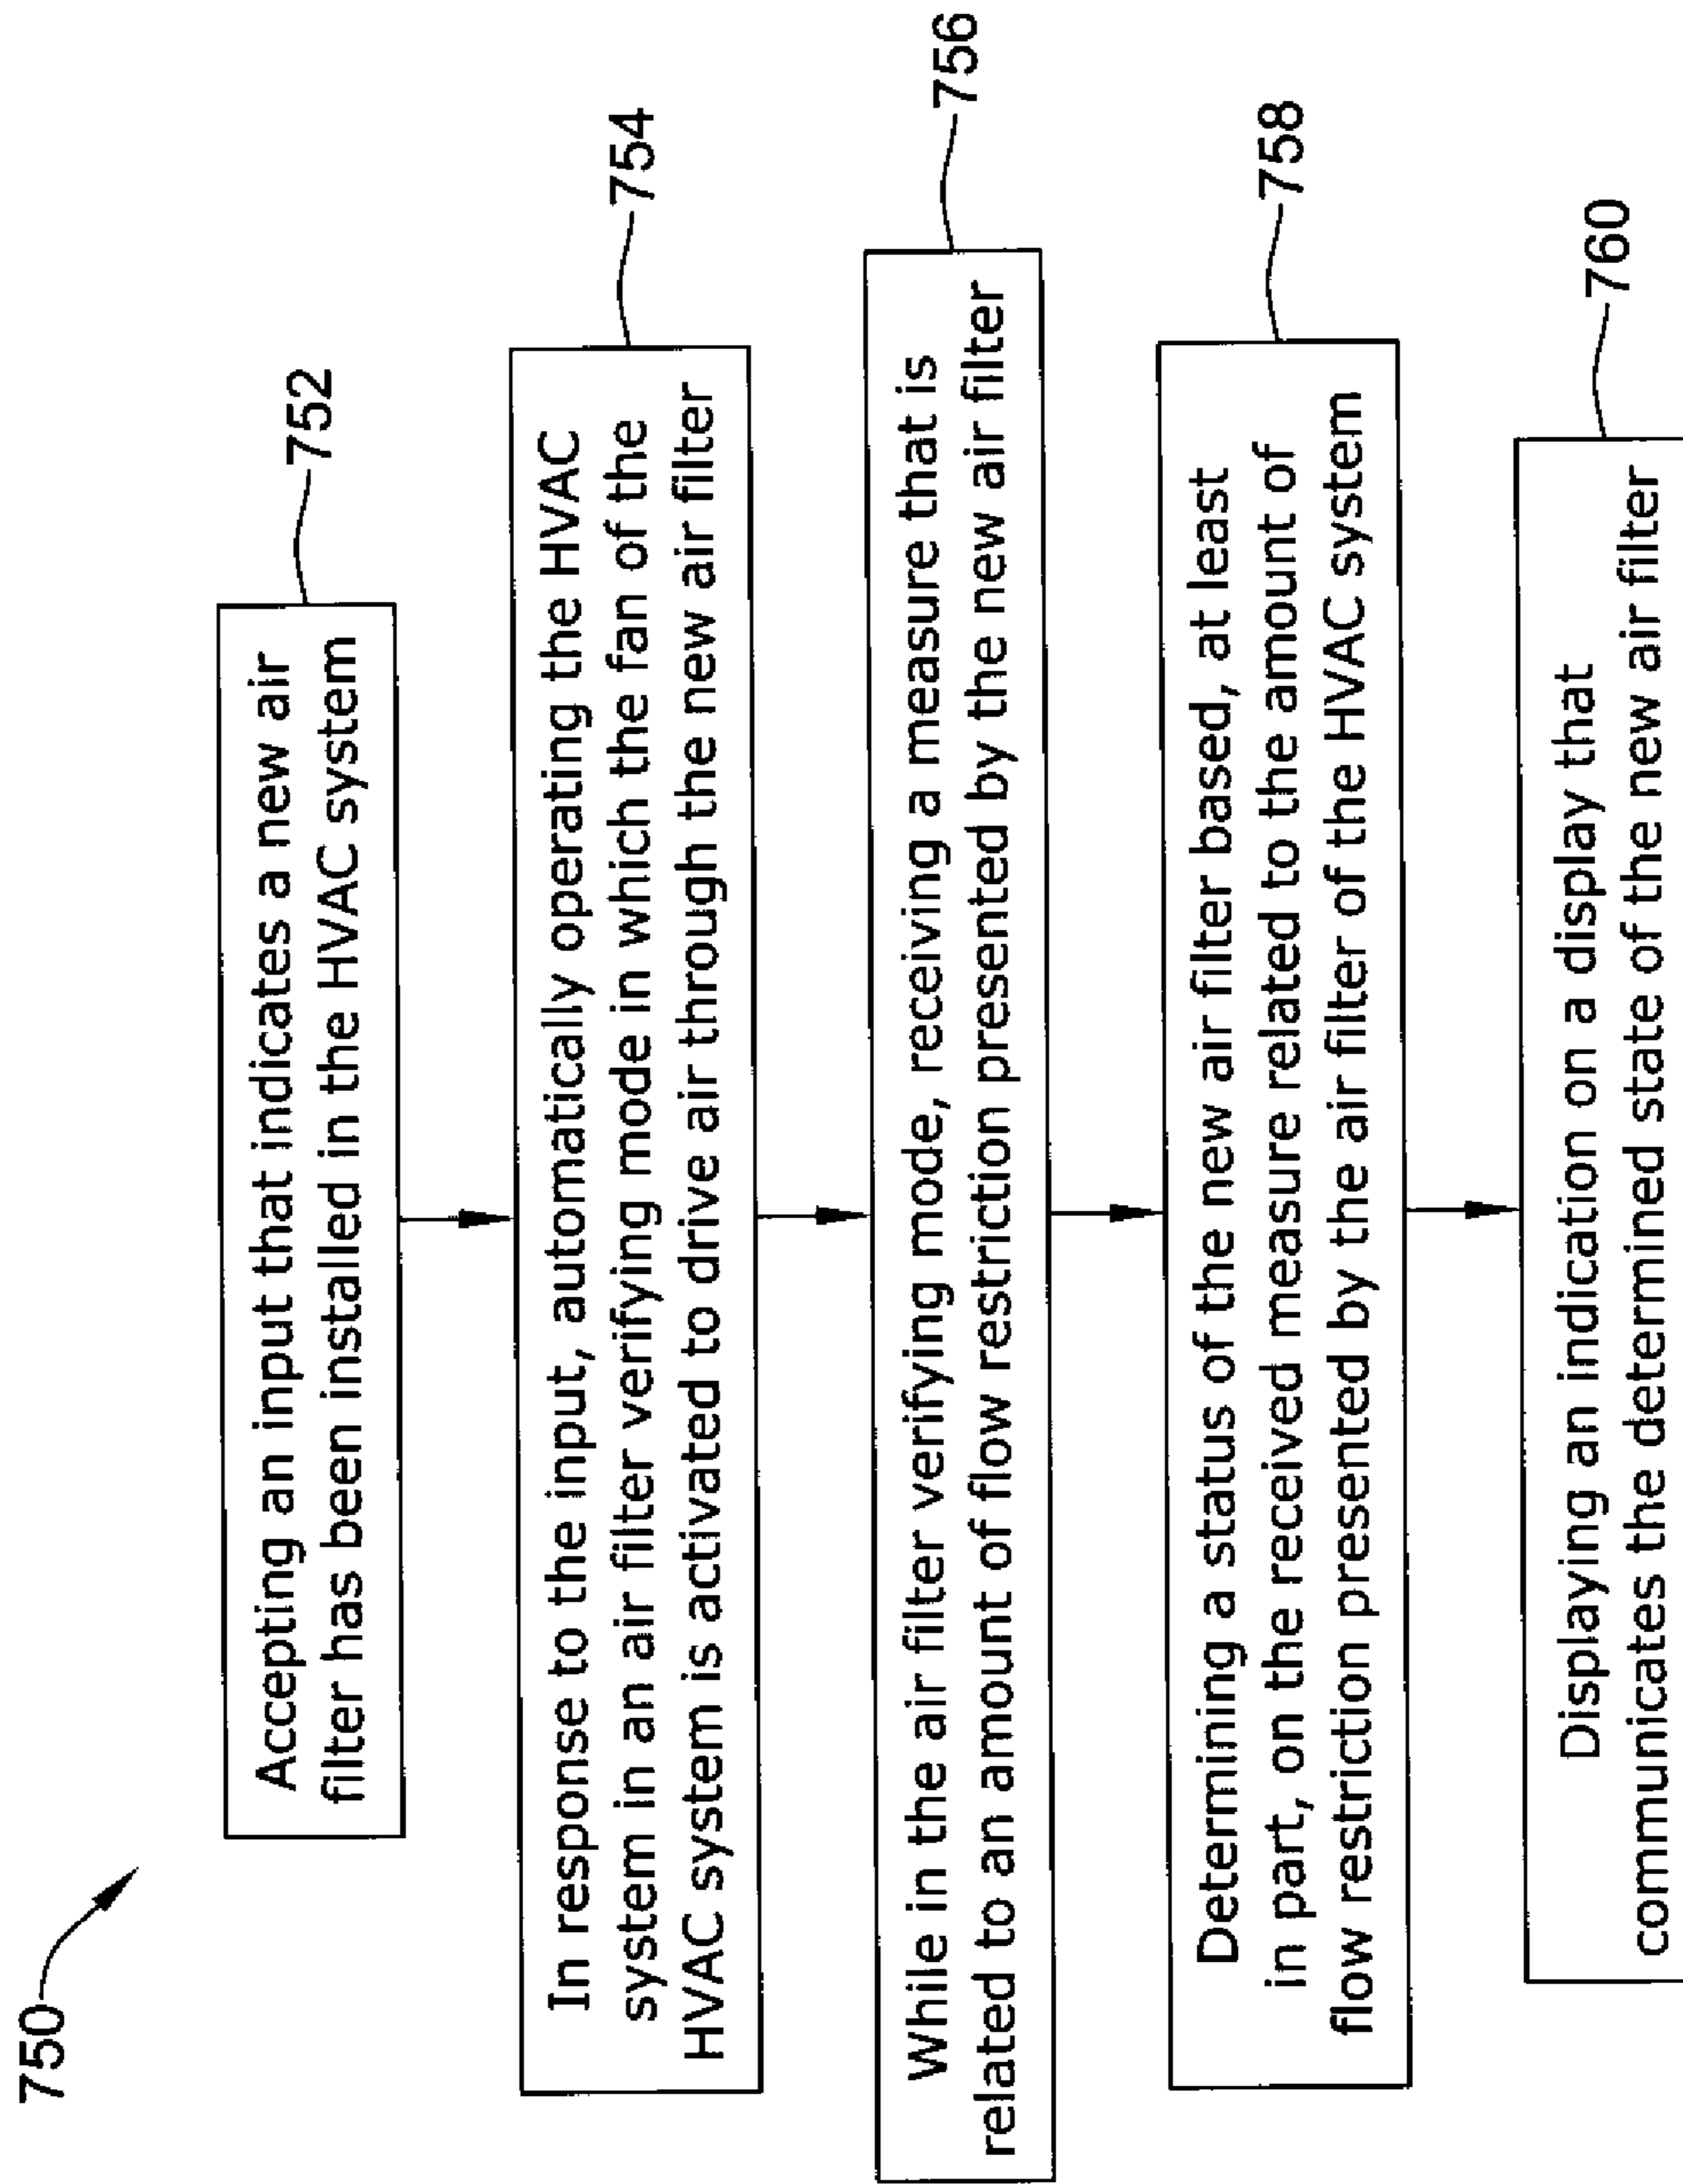 750
752
Accepting an input that indicates a new air
filter has been installed in the HVAC system
754
In response to the input, automatically operating the HVAC
system in an air filter verifying mode in which the fan of the
HVAC system is activated to drive air through the new air filter
756
While in the air filter verifying mode, receiving a measure that is
related to an amount of flow restriction presented by the new air filter
758
Determining a status of the new air filter based, at least
in part, on the received measure related to the amount of
flow restriction presented by the air filter of the HVAC system
760
Displaying an indication on a display that
communicates the determined state of the new air filter